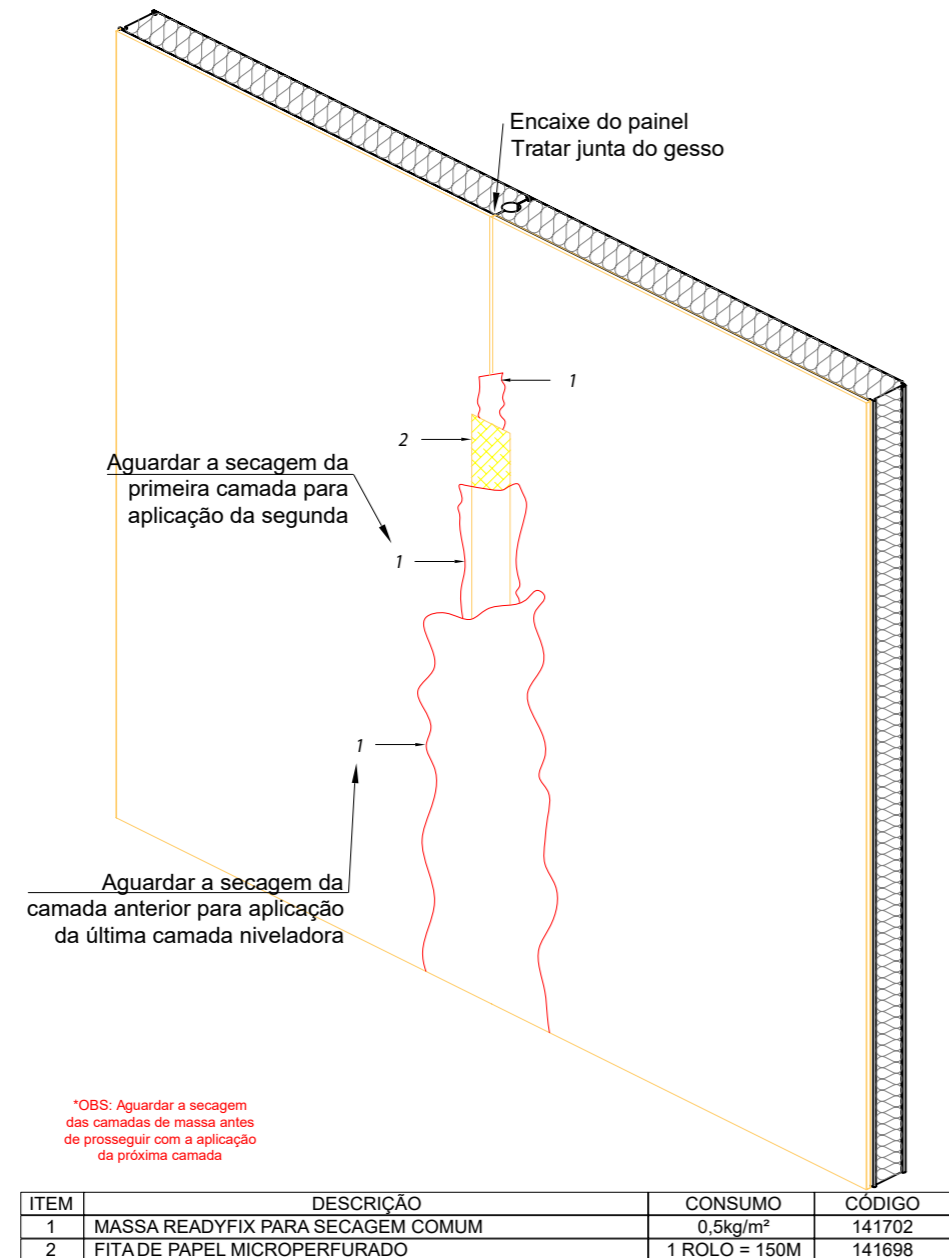 Encaixe do painel
Tratar junta do gesso
1
2
Aguardar a secagem da
primeira camada para
aplicação da segunda
1
1
Aguardar a secagem da
camada anterior para aplicação
da última camada niveladora
*OBS: Aguardar a secagem
das camadas de massa antes
de prosseguir com a aplicação
da próxima camada
ITEM DESCRIÇÃO CONSUMO CÓDIGO
1 MASSA READYFIX PARA SECAGEM COMUM 0,5kg/m² 141702
2 FITA DE PAPEL MICROPERFURADO 1 ROLO = 150M 141698